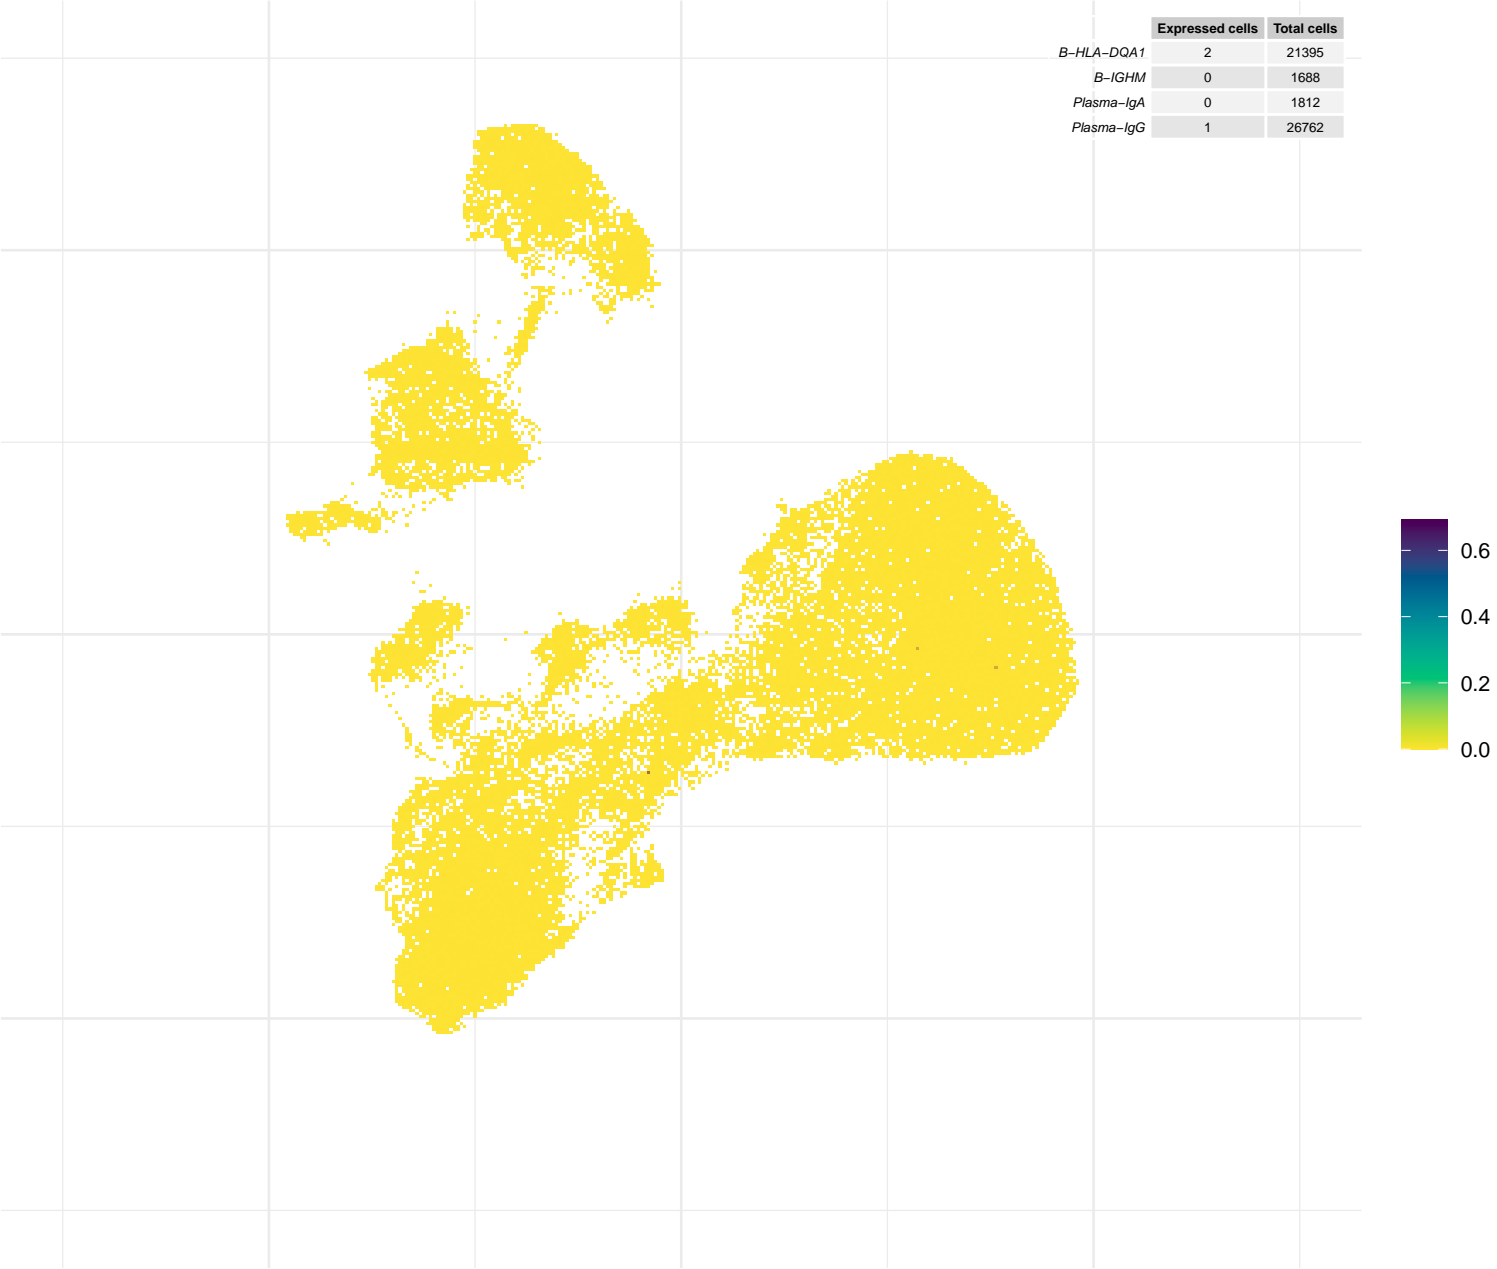 Expressed cells Total cells
B−HLA−DQA1 2 21395
B−IGHM 0 1688
Plasma−IgA 0 1812
Plasma−IgG 1 26762
0.6
0.4
0.2
0.0